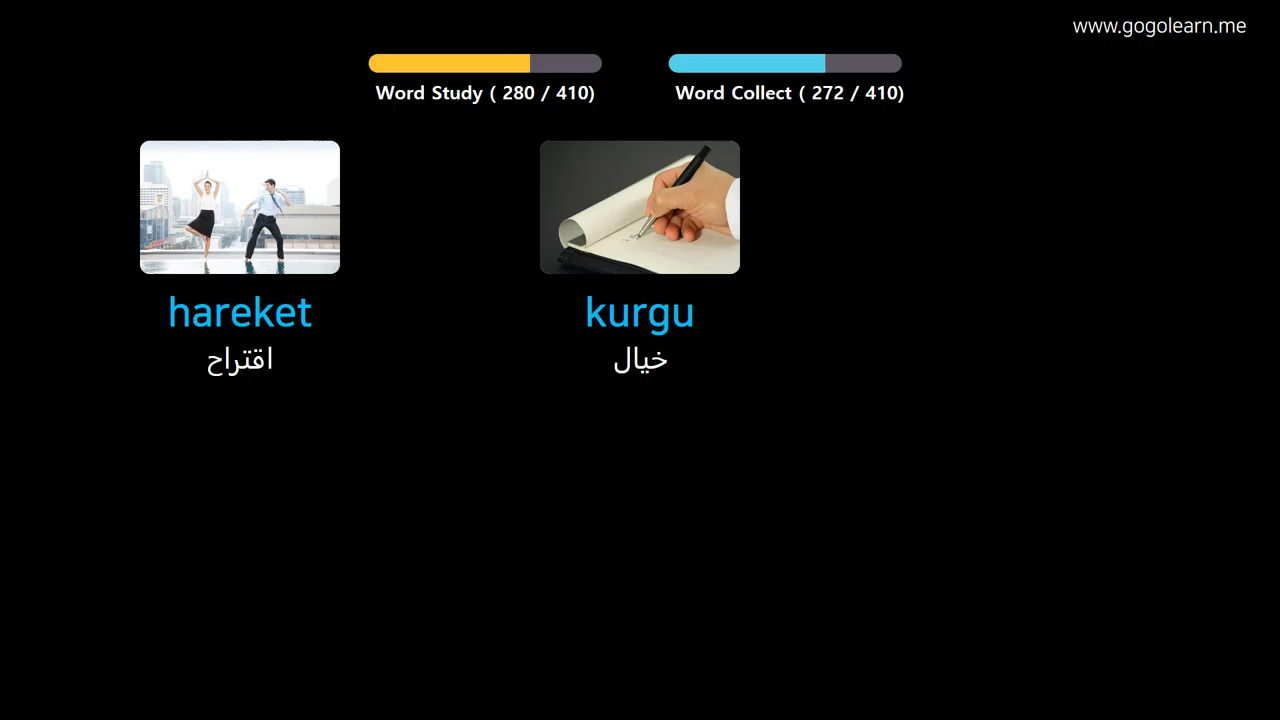 www.gogolearn.me
Word Study ( 280 / 410)
Word Collect ( 272 / 410)
hareket
اقتراح
kurgu
خيال